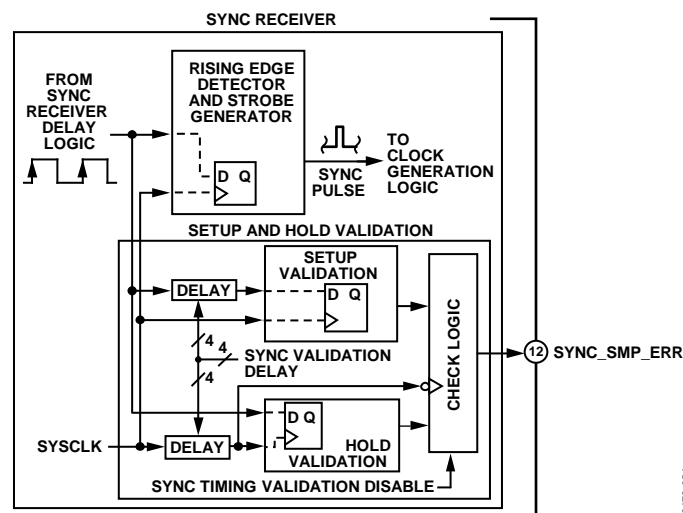 SYNC RECEIVER
FROM
SYNC
RECEIVER
DELAY
LOGIC
RISING EDGE
DETECTOR
AND STROBE
GENERATOR
D Q
SYNC
PULSE
TO
CLOCK
GENERATION
LOGIC
SETUP AND HOLD VALIDATION
SETUP
VALIDATION
D Q
DELAY
4
4
4
SYNC VALIDATION
DELAY
CHECK LOGIC
12 SYNC_SMP_ERR
D Q
HOLD
VALIDATION
SYSCLK
DELAY
SYNC TIMING VALIDATION DISABLE